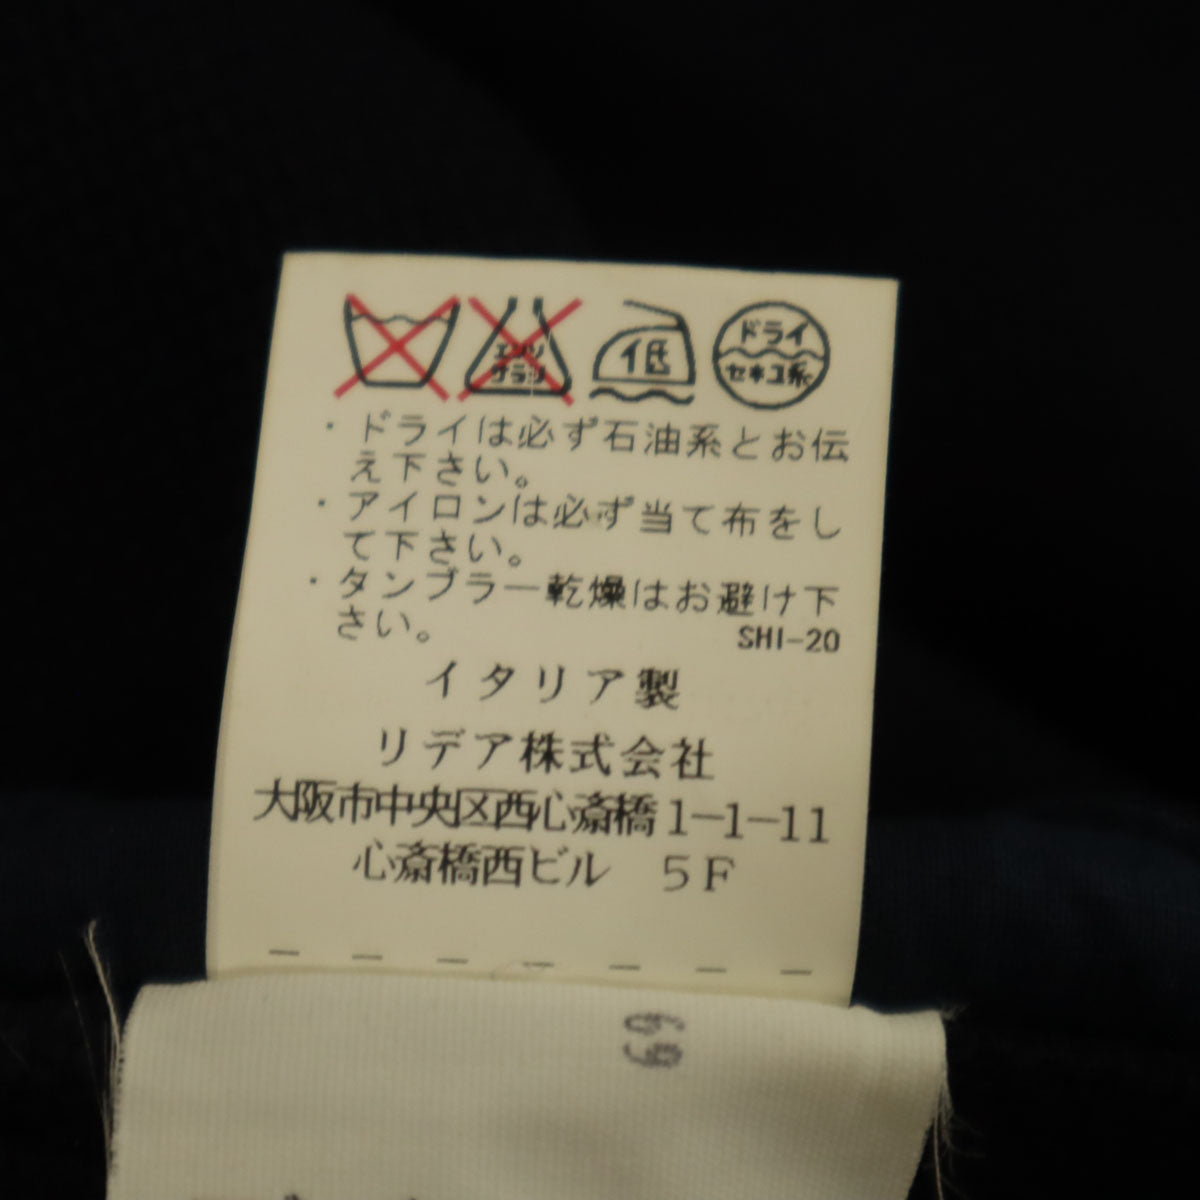 エンソ
サラシ
低
ドライ
セキユ系
・ドライは必ず石油系とお伝
え下さい。
・アイロンは必ず当て布をし
て下さい。
・タンブラー乾燥はお避け下
さい。
SHI-20
イタリア製
リデア株式会社
大阪市中央区西心斎橋1-1-11
心斎橋西ビル 5F
69